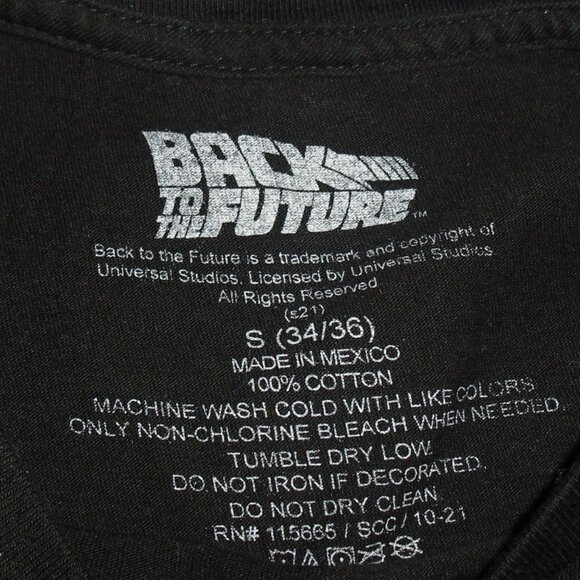 BACK
TO THE FUTURE™
Back to the Future is a trademark and copyright of
Universal Studios. Licensed by Universal Studios.
All Rights Reserved.
(s21)
S (34/36)
MADE IN MEXICO
100% COTTON
MACHINE WASH COLD WITH LIKE COLORS
ONLY NON-CHLORINE BLEACH WHEN NEEDED.
TUMBLE DRY LOW.
DO NOT IRON IF DECORATED.
DO NOT DRY CLEAN.
RN# 115665 / SCC / 10-21